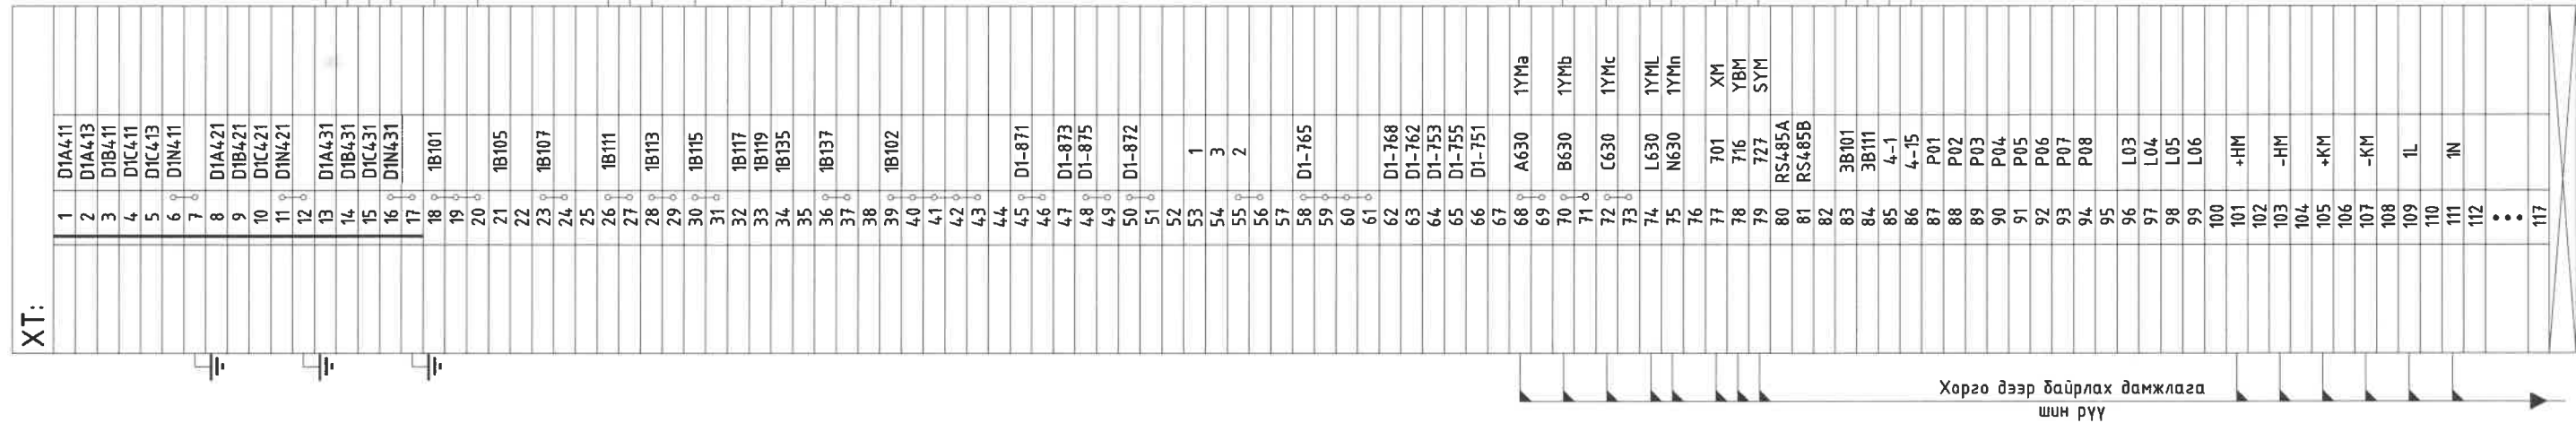 XT:
1 D1A411
2 D1A413
3 D1B411
4 D1C411
5 D1C413
6 D1N411
7
8 D1A421
9 D1B421
10 D1C421
11 D1N421
12
13 D1A431
14 D1B431
15 D1C431
16 D1N431
17
18 1B101
19
20
21 1B105
22
23 1B107
24
25
26 1B111
27
28 1B113
29
30 1B115
31
32 1B117
33 1B119
34 1B135
35
36 1B137
37
38
39 1B102
40
41
42
43
44
45 D1-871
46
47 D1-873
48 D1-875
49
50 D1-872
51
52
53 1
54 3
55 2
56
57
58 D1-765
59
60
61
62 D1-768
63 D1-762
64 D1-753
65 D1-755
66 D1-751
67
68 A630 1YMa
69
70 B630 1YMb
71
72 C630 1YMc
73
74 L630 1YML
75 N630 1YMn
76
77 701 XM
78 716 YBM
79 727 SYM
80 RS485A
81 RS485B
82
83 3B101
84 3B111
85 4-1
86 4-15
87 P01
88 P02
89 P03
90 P04
91 P05
92 P06
93 P07
94 P08
95
96 L03
97 L04
98 L05
99 L06
100
101 +HM
102
103 -HM
104
105 +KM
106
107 -KM
108
109 1L
110
111 1N
112
•••
117
Хорго дээр байрлах дамжлага
шин рүү